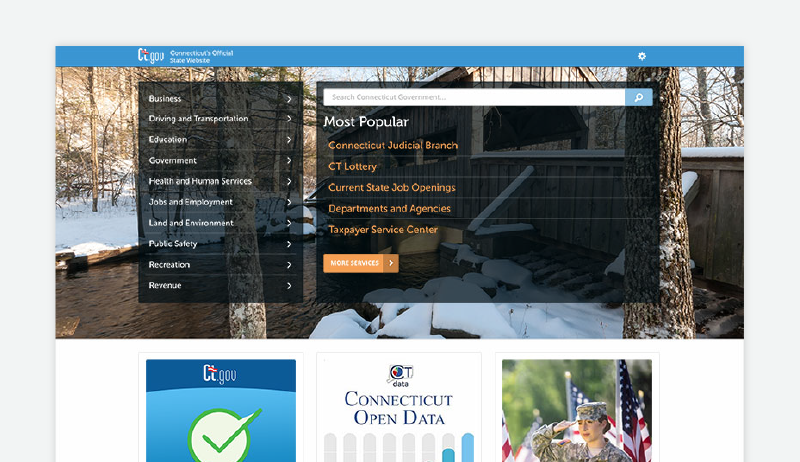 Ct.gov
Connecticut's Official
State Website
Business
Driving and Transportation
Education
Government
Health and Human Services
Jobs and Employment
Land and Environment
Public Safety
Recreation
Revenue
Search Connecticut Government...
Most Popular
Connecticut Judicial Branch
CT Lottery
Current State Job Openings
Departments and Agencies
Taxpayer Service Center
MORE SERVICES
Ct.gov
CT
data
CONNECTICUT
OPEN DATA